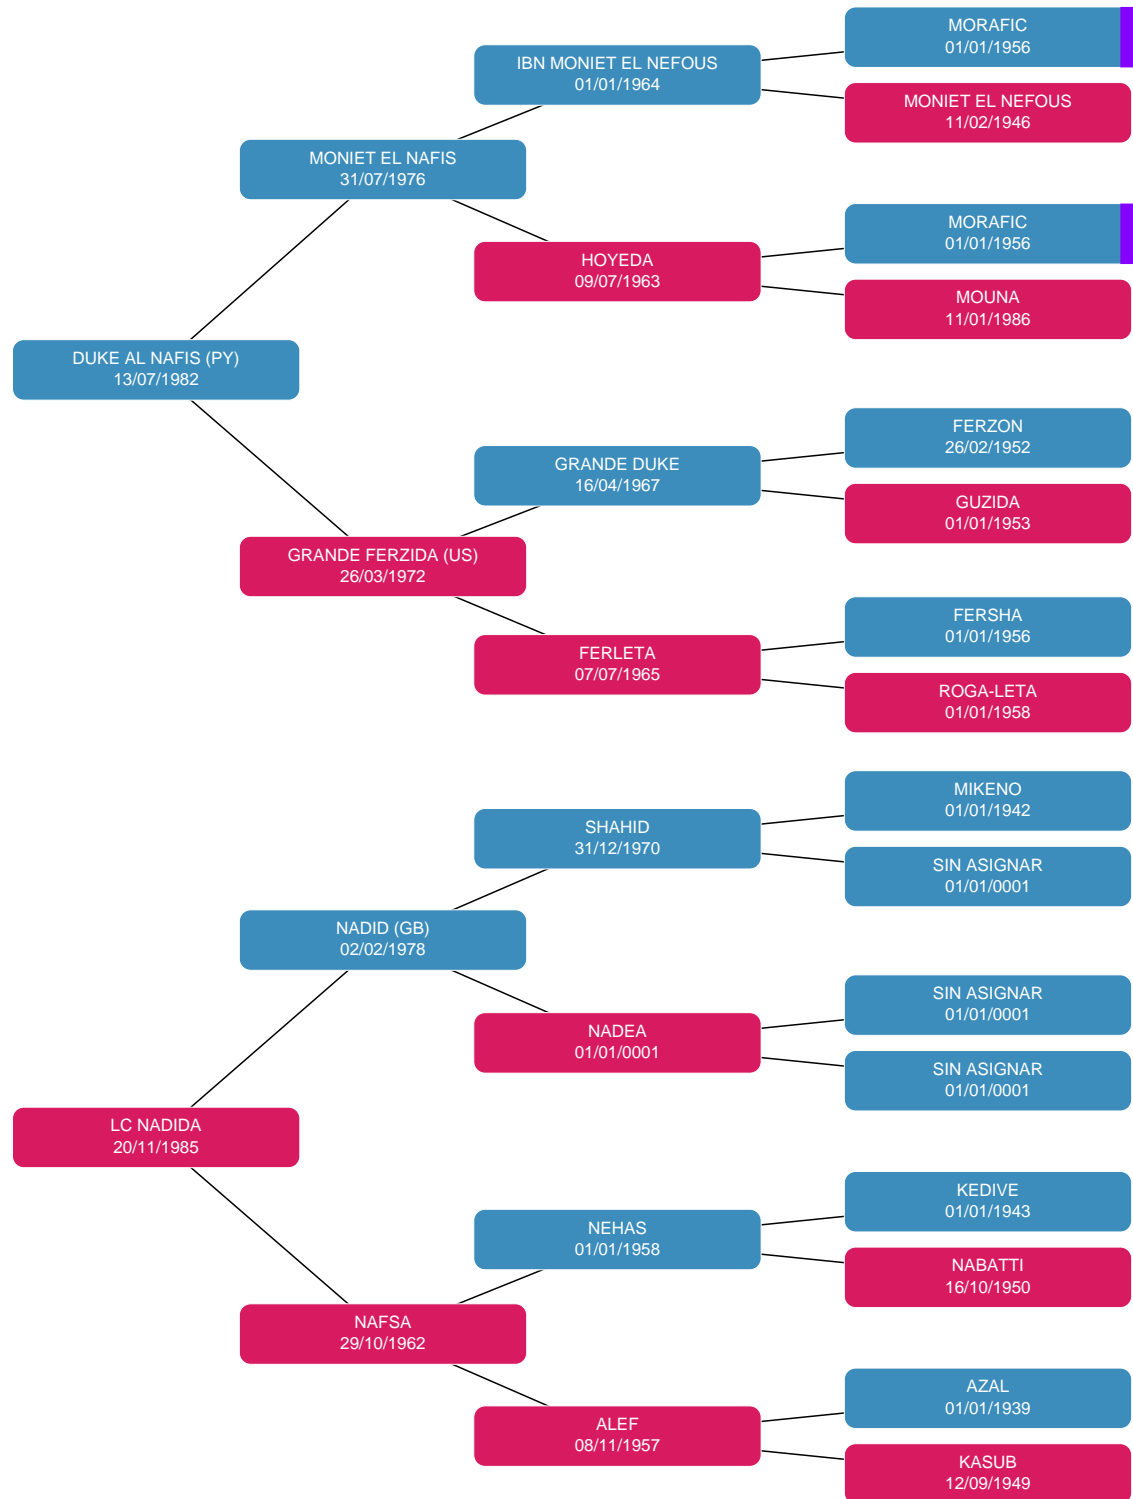 MORAFIC
01/01/1956
IBN MONIET EL NEFOUS
01/01/1964
MONIET EL NEFOUS
11/02/1946
MONIET EL NAFIS
31/07/1976
MORAFIC
01/01/1956
HOYEDA
09/07/1963
MOUNA
11/01/1986
DUKE AL NAFIS (PY)
13/07/1982
FERZON
26/02/1952
GRANDE DUKE
16/04/1967
GUZIDA
01/01/1953
GRANDE FERZIDA (US)
26/03/1972
FERSHA
01/01/1956
FERLETA
07/07/1965
ROGA-LETA
01/01/1958
MIKENO
01/01/1942
SHAHID
31/12/1970
SIN ASIGNAR
01/01/0001
NADID (GB)
02/02/1978
SIN ASIGNAR
01/01/0001
NADEA
01/01/0001
SIN ASIGNAR
01/01/0001
LC NADIDA
20/11/1985
KEDIVE
01/01/1943
NEHAS
01/01/1958
NABATTI
16/10/1950
NAFSA
29/10/1962
AZAL
01/01/1939
ALEF
08/11/1957
KASUB
12/09/1949